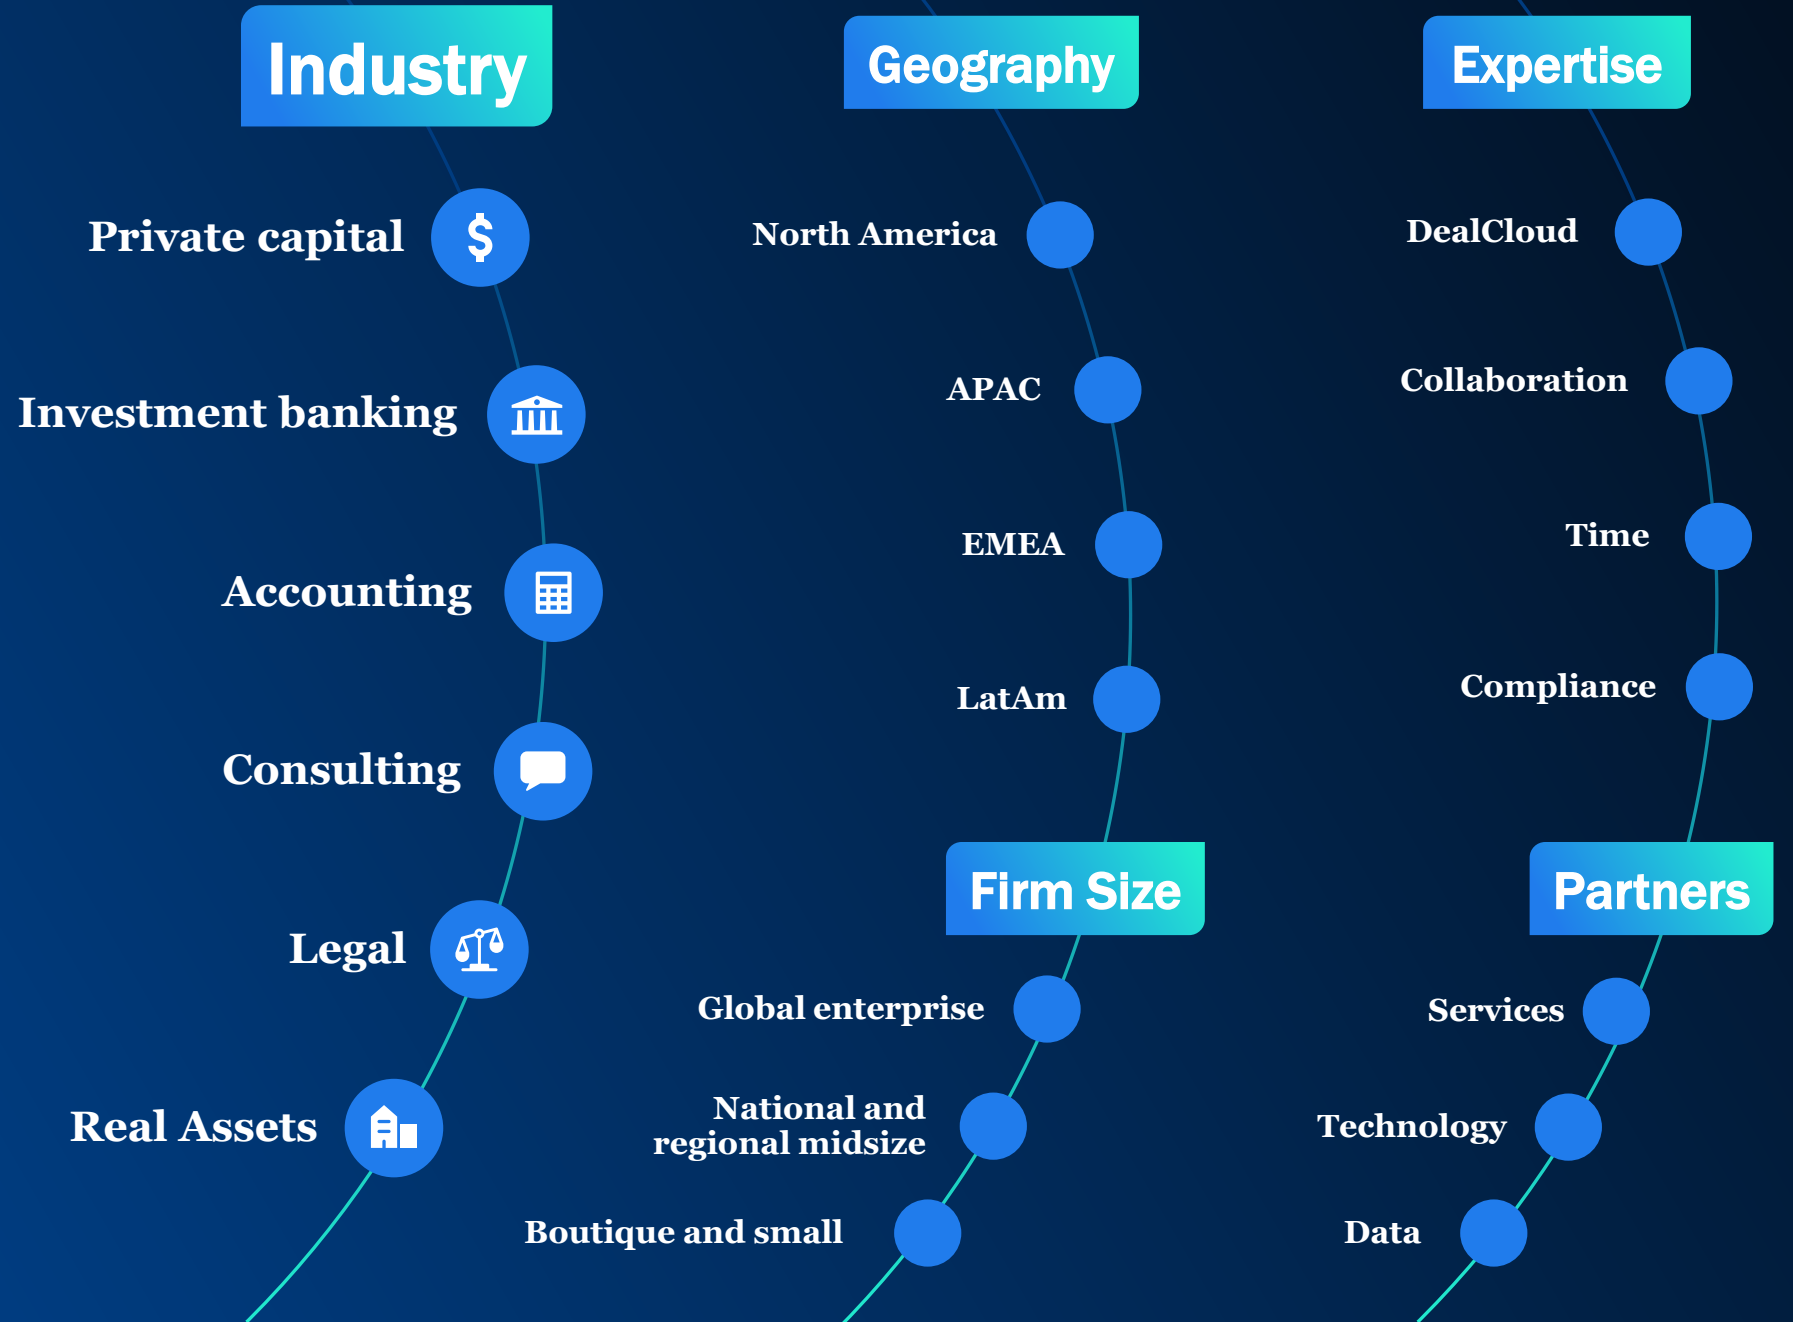 Industry
Private capital
Investment banking
Accounting
Consulting
Legal
Real Assets
Geography
North America
APAC
EMEA
LatAm
Firm Size
Global enterprise
National and
regional midsize
Boutique and small
Expertise
DealCloud
Collaboration
Time
Compliance
Partners
Services
Technology
Data